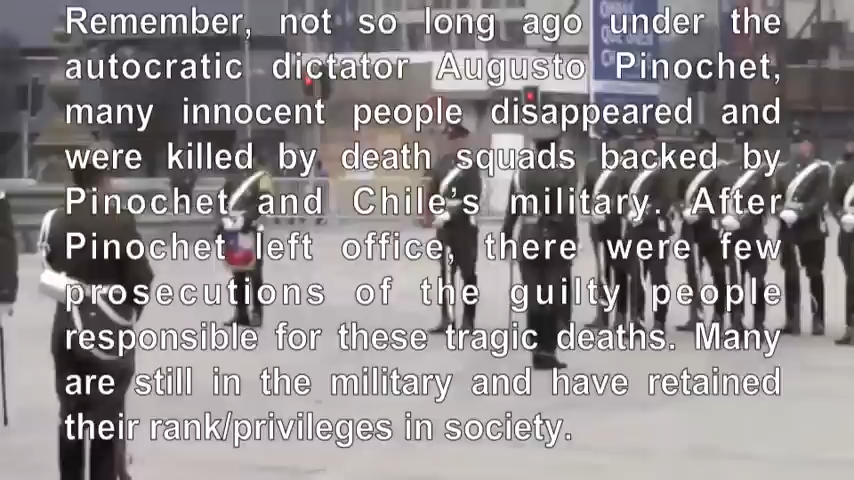 Remember, not so long ago under the
autocratic dictator Augusto Pinochet,
many innocent people disappeared and
were killed by death squads backed by
Pinochet and Chile's military. After
Pinochet left office, there were few
prosecutions of the guilty people
responsible for these tragic deaths. Many
are still in the military and have retained
their rank/privileges in society.